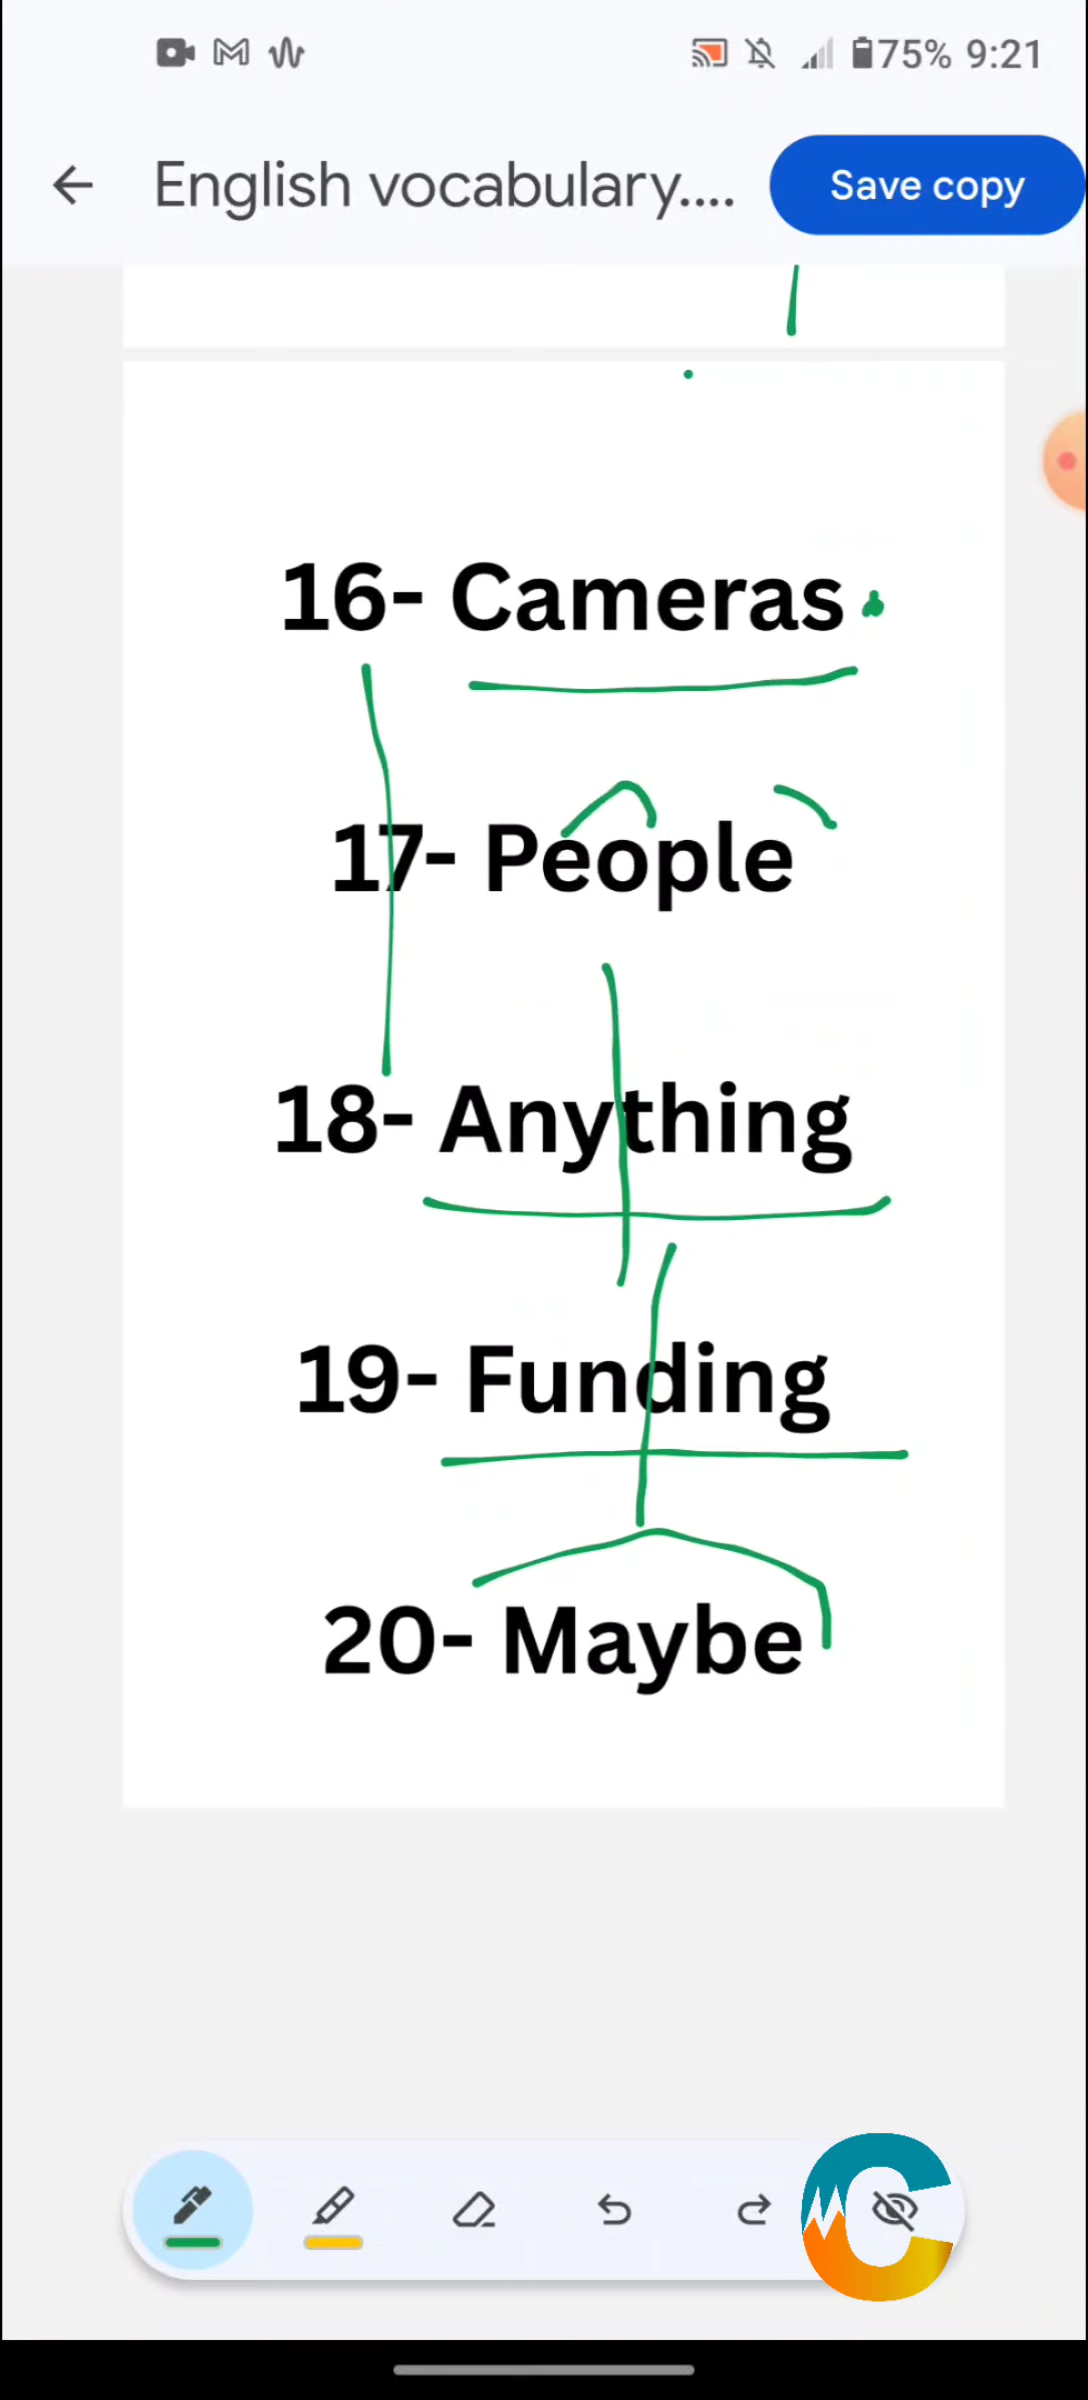 75% 9:21
English vocabulary....
Save copy
16- Cameras
17- People
18- Anything
19- Funding
20- Maybe